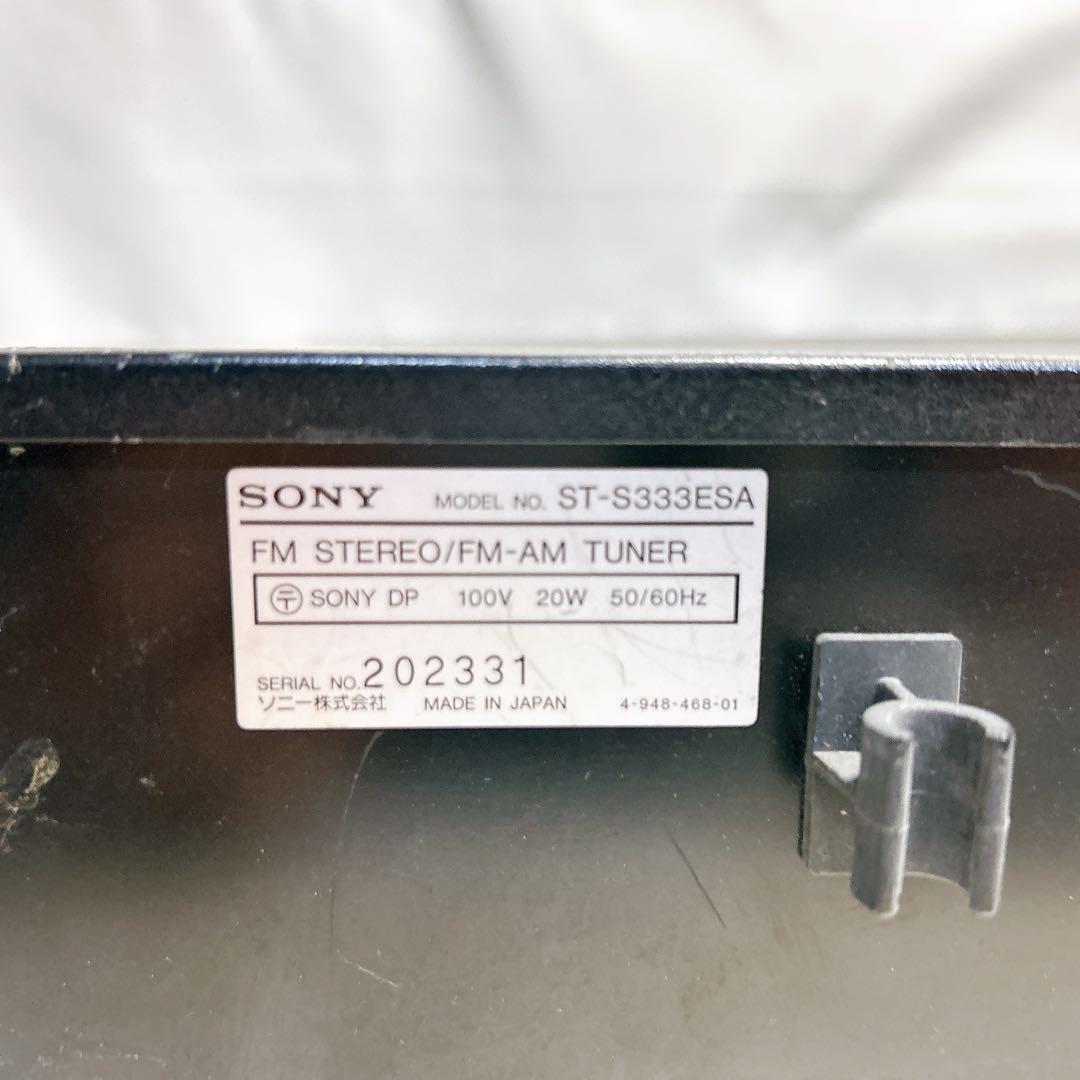 SONY MODEL NO. ST-S333ESA
FM STEREO/FM-AM TUNER
〒 SONY DP 100V 20W 50/60Hz
SERIAL NO. 202331
ソニー株式会社 MADE IN JAPAN 4-948-468-01